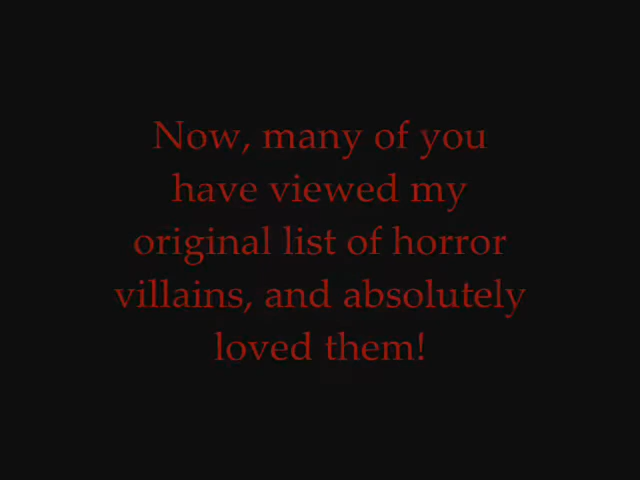 Now, many of you
have viewed my
original list of horror
villains, and absolutely
loved them!